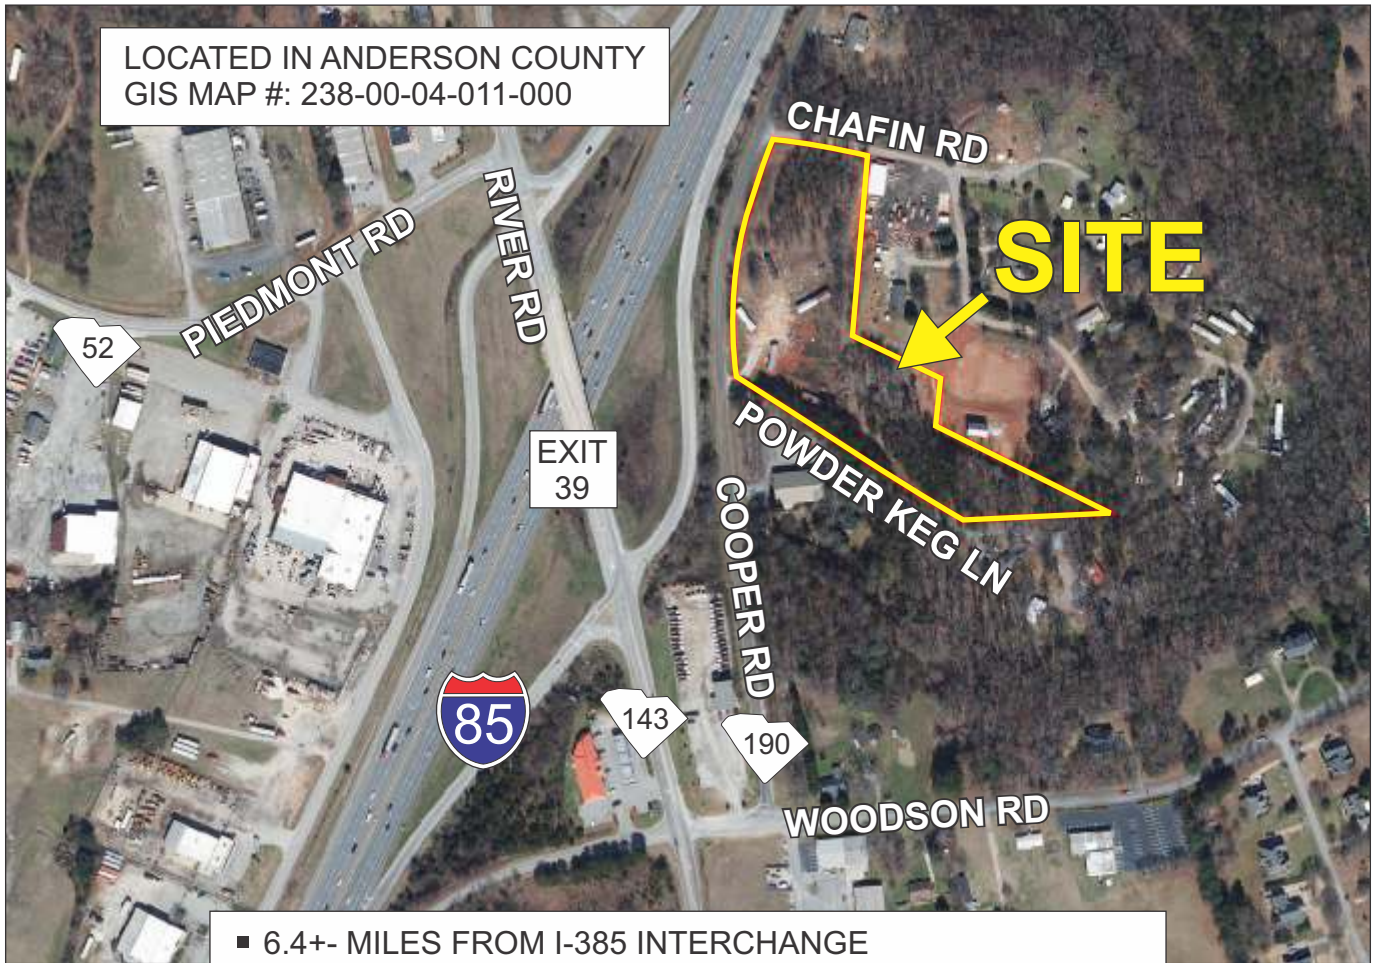 LOCATED IN ANDERSON COUNTY
GIS MAP #: 238-00-04-011-000
CHAFIN RD
RIVER RD
PIEDMONT RD
SITE
52
EXIT
39
POWDER KEG LN
COOPER RD
85
143
190
WOODSON RD
▪ 6.4+- MILES FROM I-385 INTERCHANGE